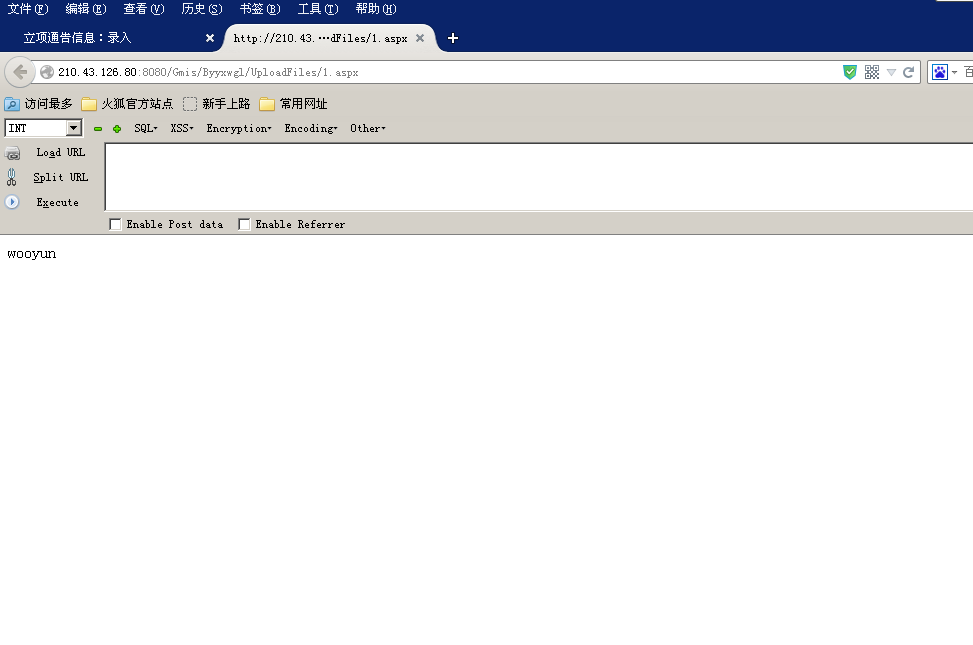 文件(F) 编辑(E) 查看(V) 历史(S) 书签(B) 工具(T) 帮助(H)
立项通告信息：录入 × http://210.43.…dFiles/1.aspx × +
210.43.126.80:8080/Gmis/Byyxwgl/UploadFiles/1.aspx 百
访问最多 火狐官方站点 新手上路 常用网址
INT SQL XSS Encryption Encoding Other
Load URL
Split URL
Execute
Enable Post data Enable Referrer
wooyun